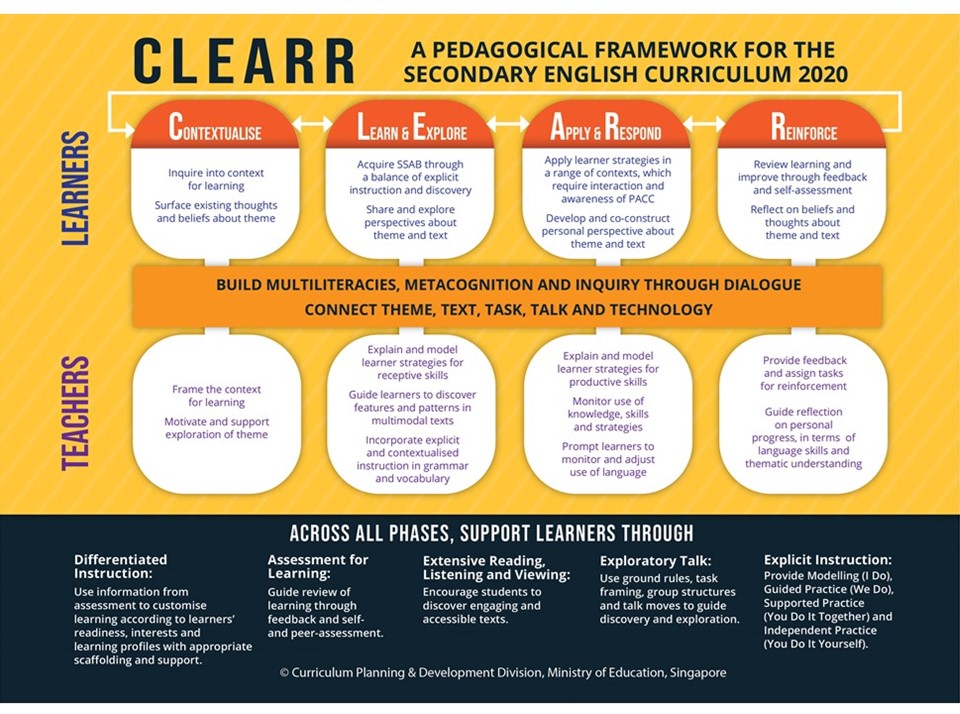 CLEARR
A PEDAGOGICAL FRAMEWORK FOR THE
SECONDARY ENGLISH CURRICULUM 2020
LEARNERS
CONTEXTUALISE
Inquire into context
for learning
Surface existing thoughts
and beliefs about theme
LEARN & EXPLORE
Acquire SSAB through
a balance of explicit
instruction and discovery
Share and explore
perspectives about
theme and text
APPLY & RESPOND
Apply learner strategies in
a range of contexts, which
require interaction and
awareness of PACC
Develop and co-construct
personal perspective about
theme and text
REINFORCE
Review learning and
improve through feedback
and self-assessment
Reflect on beliefs and
thoughts about
theme and text
BUILD MULTILITERACIES, METACOGNITION AND INQUIRY THROUGH DIALOGUE
CONNECT THEME, TEXT, TASK, TALK AND TECHNOLOGY
TEACHERS
Frame the context
for learning
Motivate and support
exploration of theme
Explain and model
learner strategies for
receptive skills
Guide learners to discover
features and patterns in
multimodal texts
Incorporate explicit
and contextualised
instruction in grammar
and vocabulary
Explain and model
learner strategies for
productive skills
Monitor use of
knowledge, skills
and strategies
Prompt learners to
monitor and adjust
use of language
Provide feedback
and assign tasks
for reinforcement
Guide reflection
on personal
progress, in terms of
language skills and
thematic understanding
ACROSS ALL PHASES, SUPPORT LEARNERS THROUGH
Differentiated
Instruction:
Use information from
assessment to customise
learning according to learners'
readiness, interests and
learning profiles with appropriate
scaffolding and support.
Assessment for
Learning:
Guide review of
learning through
feedback and self-
and peer-assessment.
Extensive Reading,
Listening and Viewing:
Encourage students to
discover engaging and
accessible texts.
Exploratory Talk:
Use ground rules, task
framing, group structures
and talk moves to guide
discovery and exploration.
Explicit Instruction:
Provide Modelling (I Do),
Guided Practice (We Do),
Supported Practice
(You Do It Together) and
Independent Practice
(You Do It Yourself).
© Curriculum Planning & Development Division, Ministry of Education, Singapore